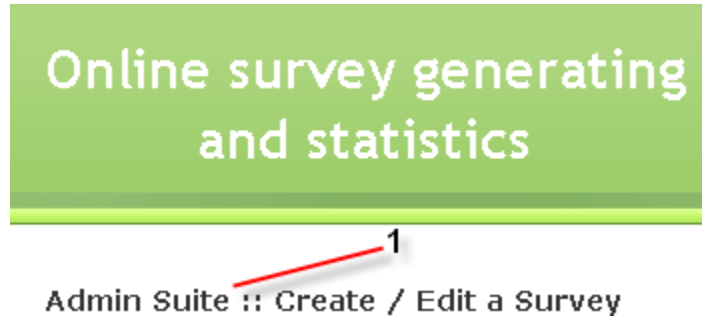 Online survey generating
and statistics
1
Admin Suite :: Create / Edit a Survey